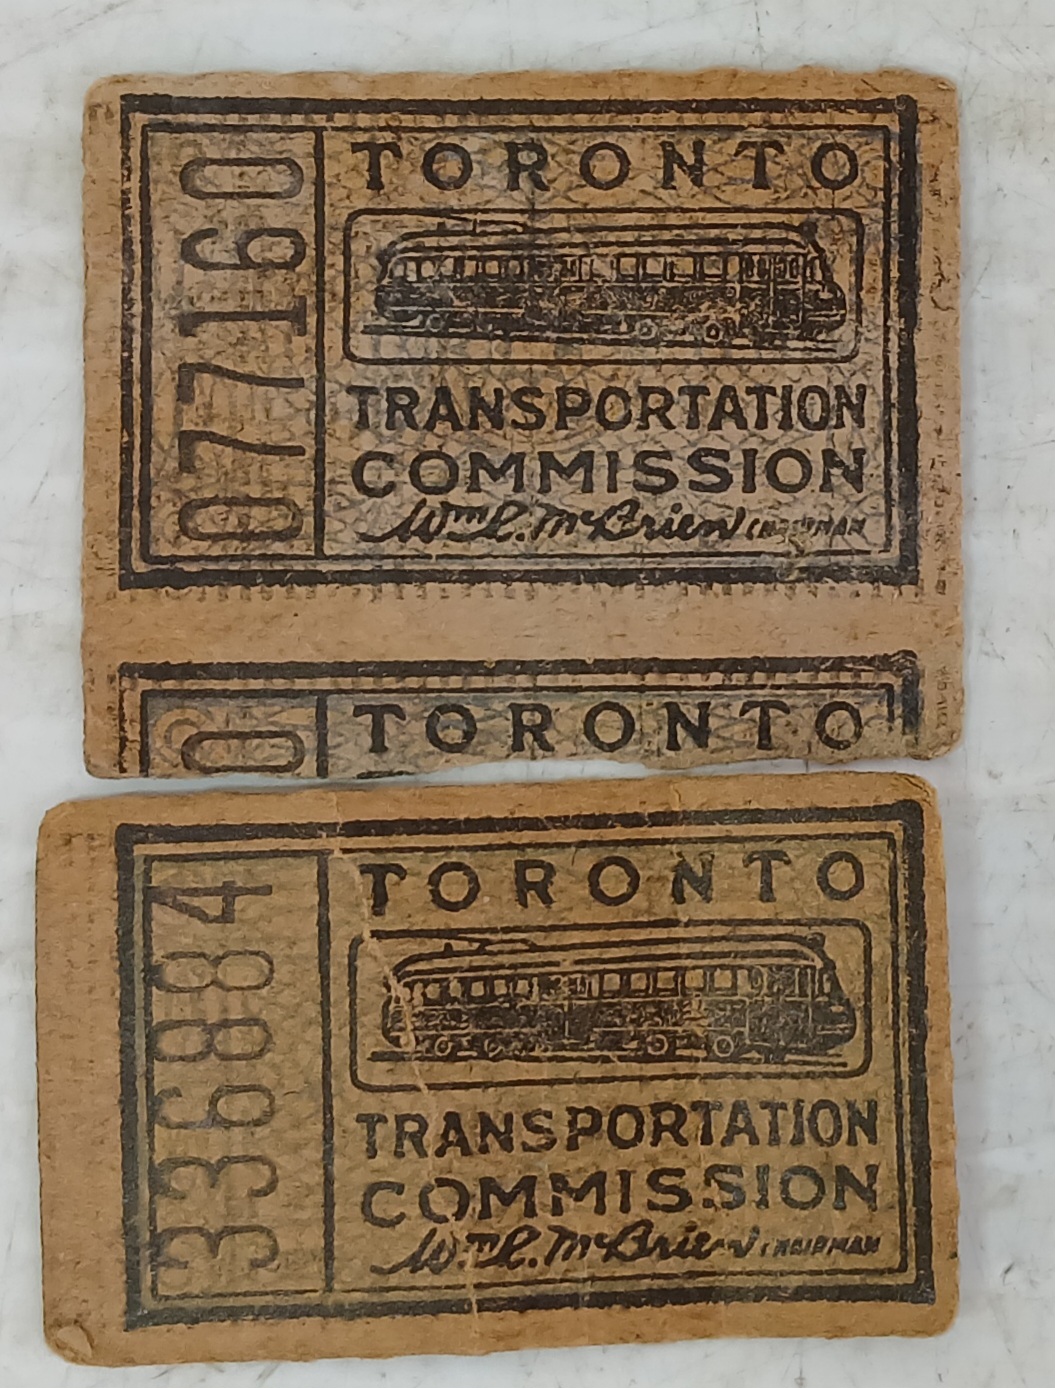 077160
TORONTO
TRANSPORTATION
COMMISSION
Wm. C. McBrien CHAIRMAN
TORONTO
336884
TORONTO
TRANSPORTATION
COMMISSION
Wm. C. McBrien CHAIRMAN